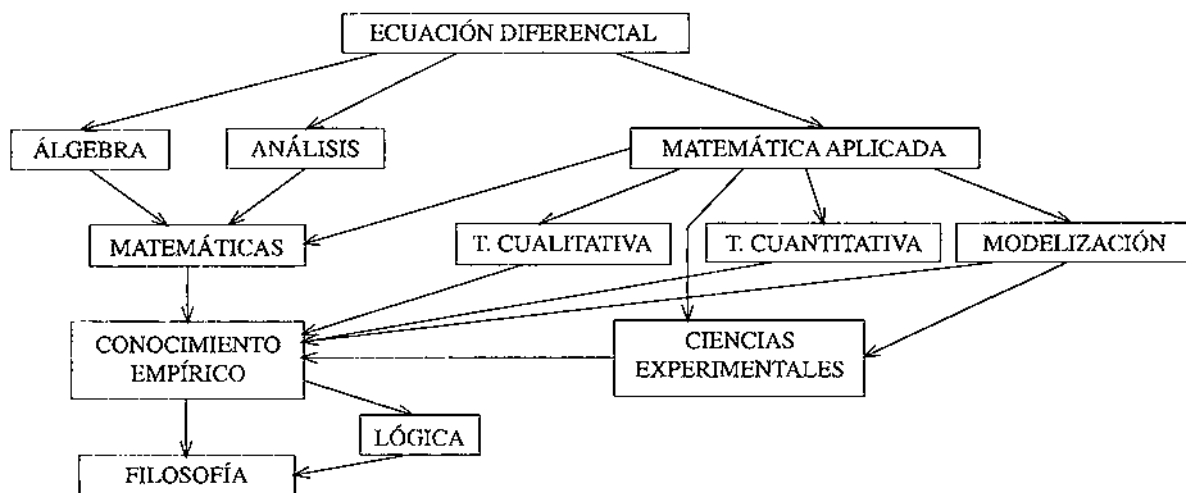 ECUACIÓN DIFERENCIAL
ÁLGEBRA
ANÁLISIS
MATEMÁTICA APLICADA
MATEMÁTICAS
T. CUALITATIVA
T. CUANTITATIVA
MODELIZACIÓN
CONOCIMIENTO
EMPÍRICO
CIENCIAS
EXPERIMENTALES
LÓGICA
FILOSOFÍA